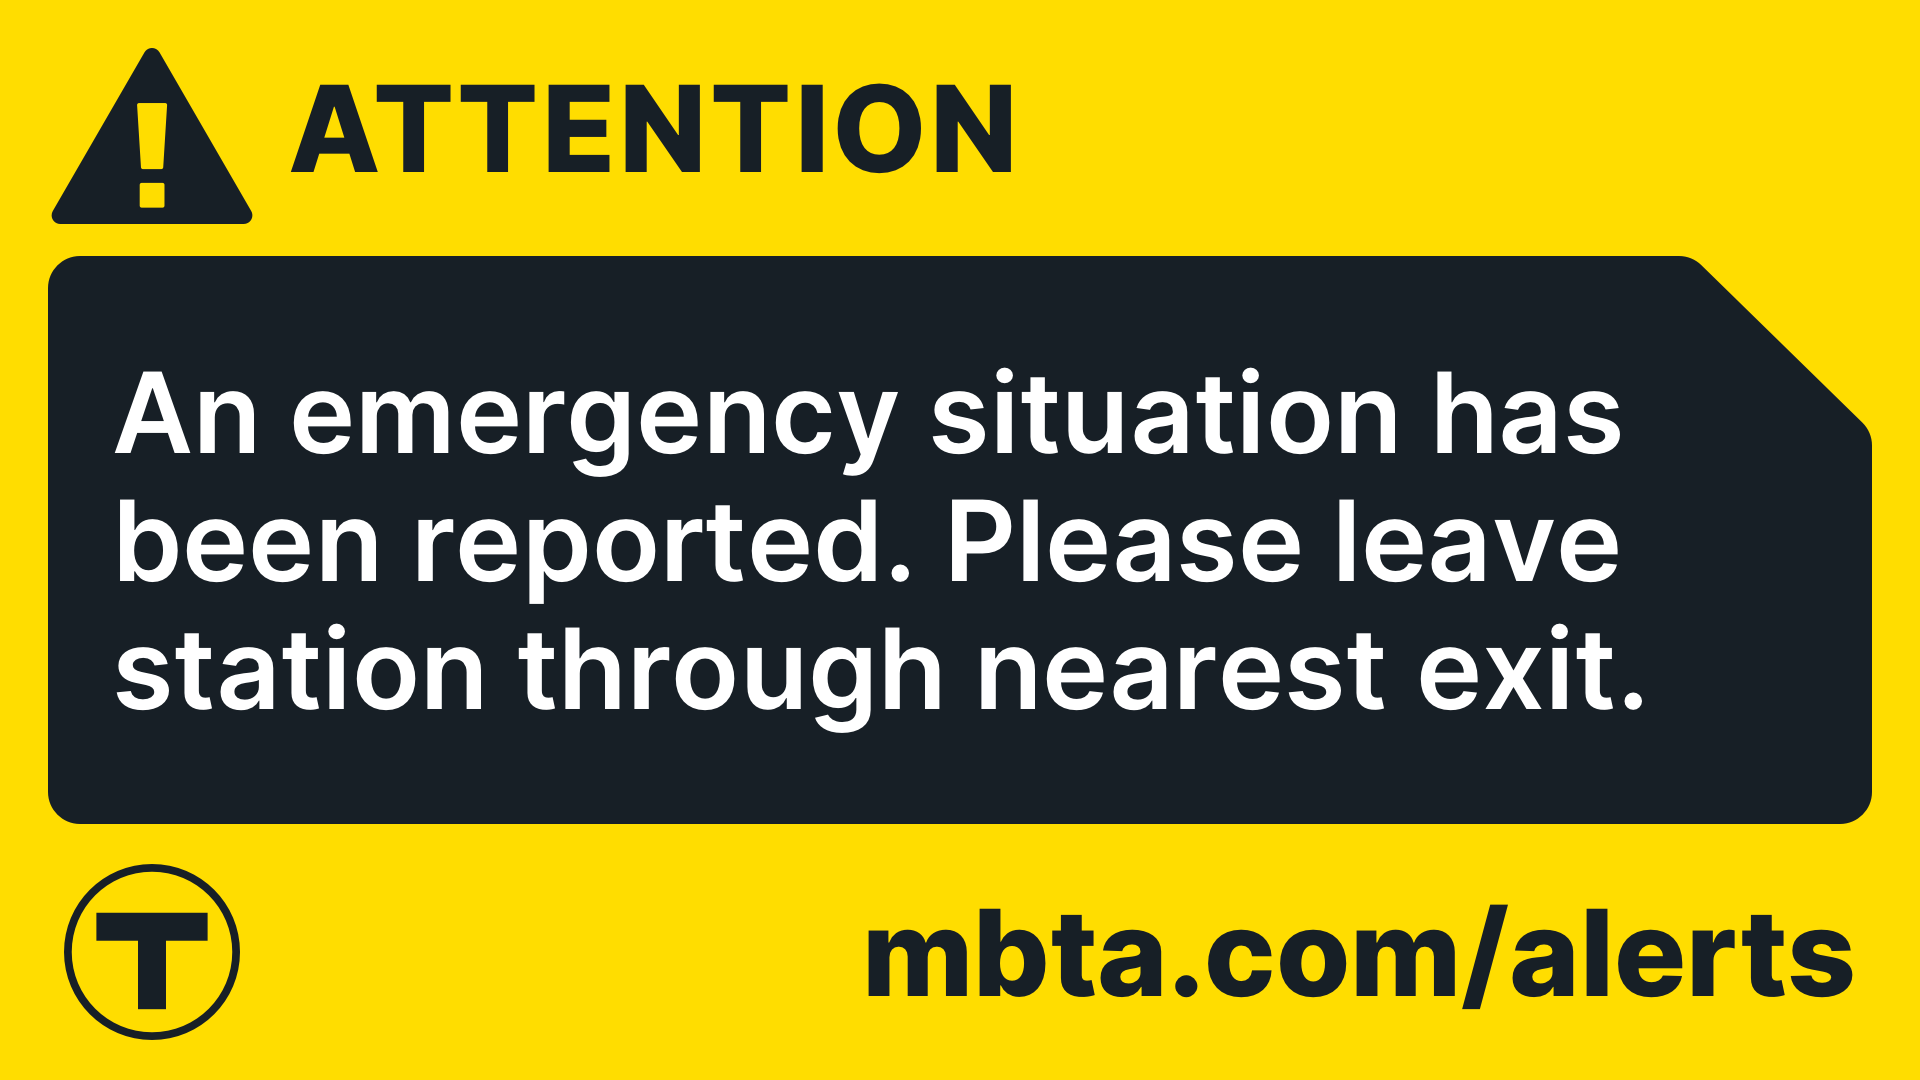 ATTENTION
An emergency situation has
been reported. Please leave
station through nearest exit.
T
mbta.com/alerts